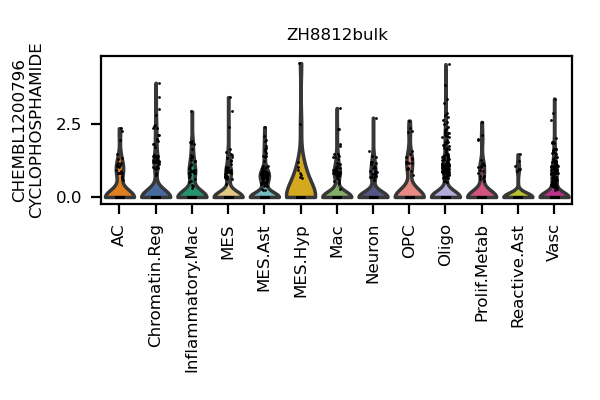 ZH8812bulk
CHEMBL1200796
CYCLOPHOSPHAMIDE
2.5
0.0
AC
Chromatin.Reg
Inflammatory.Mac
MES
MES.Ast
MES.Hyp
Mac
Neuron
OPC
Oligo
Prolif.Metab
Reactive.Ast
Vasc